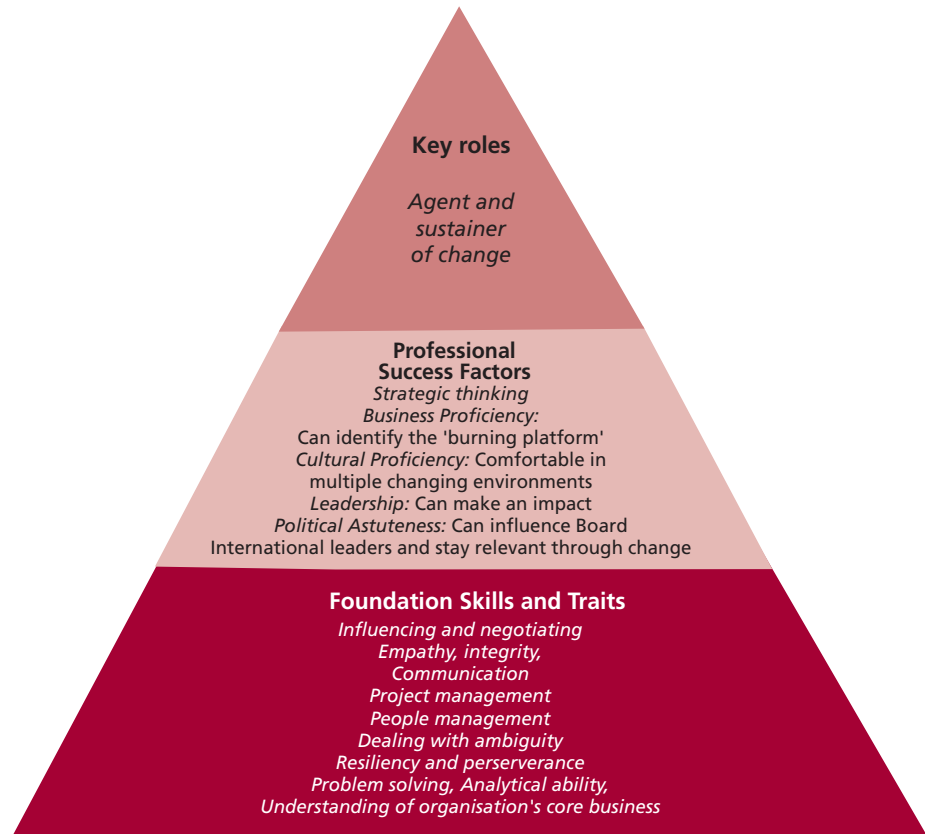 Key roles
Agent and
sustainer
of change
Professional
Success Factors
Strategic thinking
Business Proficiency:
Can identify the 'burning platform'
Cultural Proficiency: Comfortable in
multiple changing environments
Leadership: Can make an impact
Political Astuteness: Can influence Board
International leaders and stay relevant through change
Foundation Skills and Traits
Influencing and negotiating
Empathy, integrity,
Communication
Project management
People management
Dealing with ambiguity
Resiliency and perserverance
Problem solving, Analytical ability,
Understanding of organisation's core business